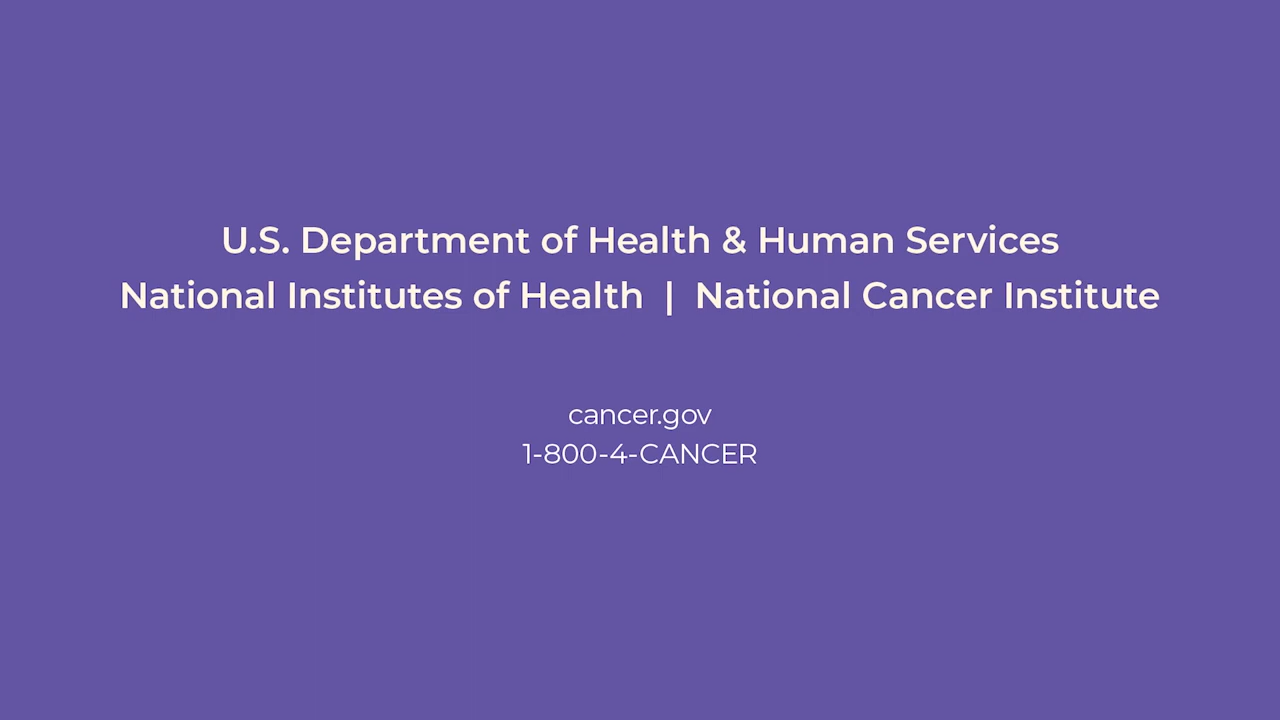 U.S. Department of Health & Human Services
National Institutes of Health | National Cancer Institute
cancer.gov
1-800-4-CANCER